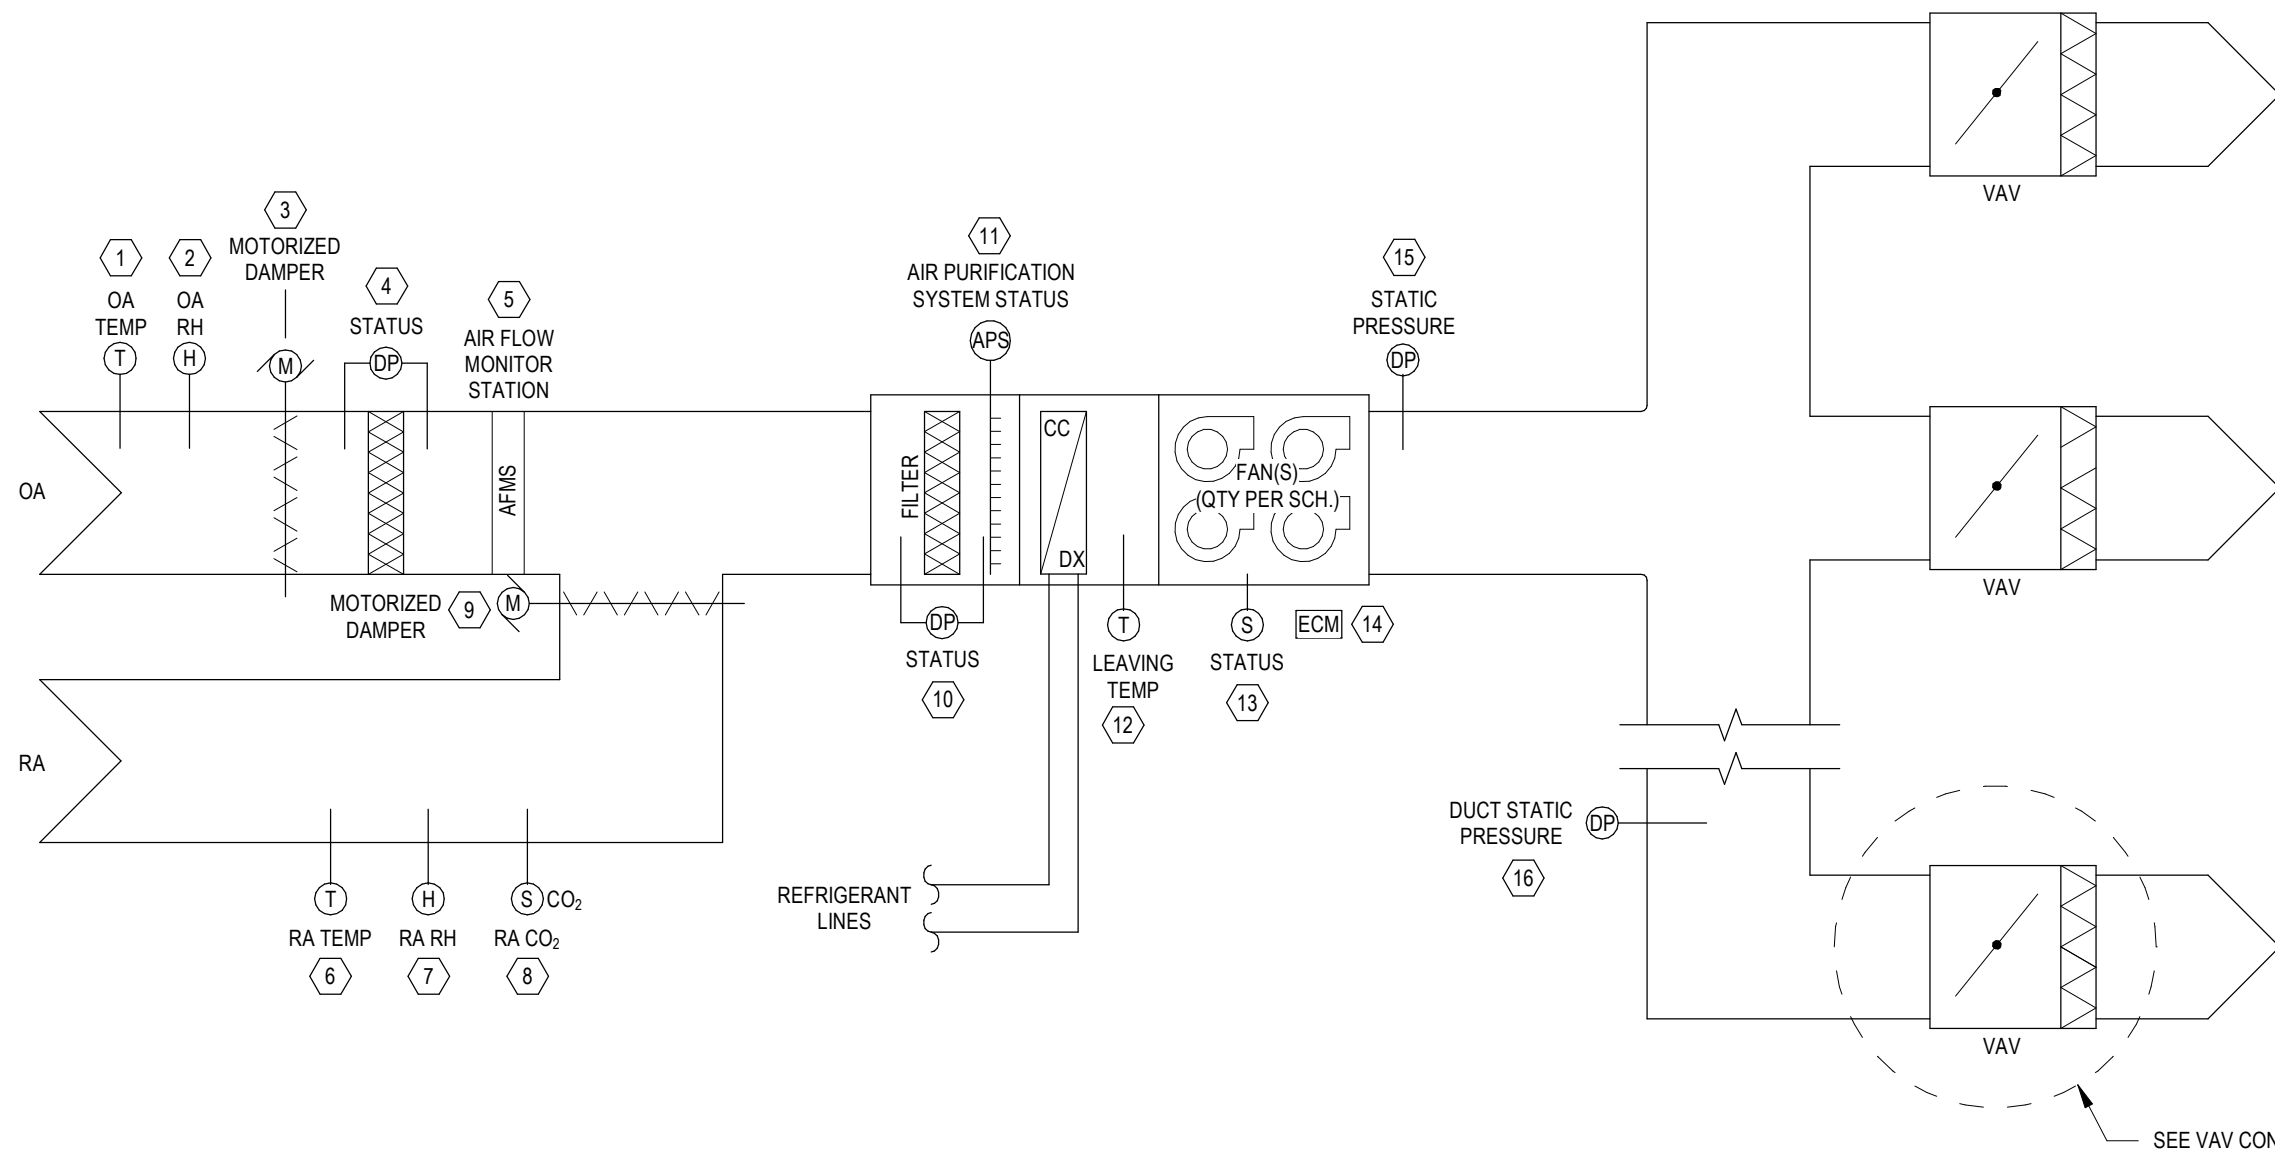 VAV
3
MOTORIZED
DAMPER
1
OA
TEMP
T
2
OA
RH
H
M
4
STATUS
DP
5
AIR FLOW
MONITOR
STATION
11
AIR PURIFICATION
SYSTEM STATUS
APS
15
STATIC
PRESSURE
DP
OA
AFMS
FILTER
CC
DX
FAN(S)
(QTY PER SCH.)
VAV
MOTORIZED
DAMPER
9
M
DP
STATUS
10
T
LEAVING
TEMP
12
S
STATUS
13
ECM
14
RA
T
RA TEMP
6
H
RA RH
7
S CO₂
RA CO₂
8
REFRIGERANT
LINES
DUCT STATIC
PRESSURE
DP
16
VAV
SEE VAV CON